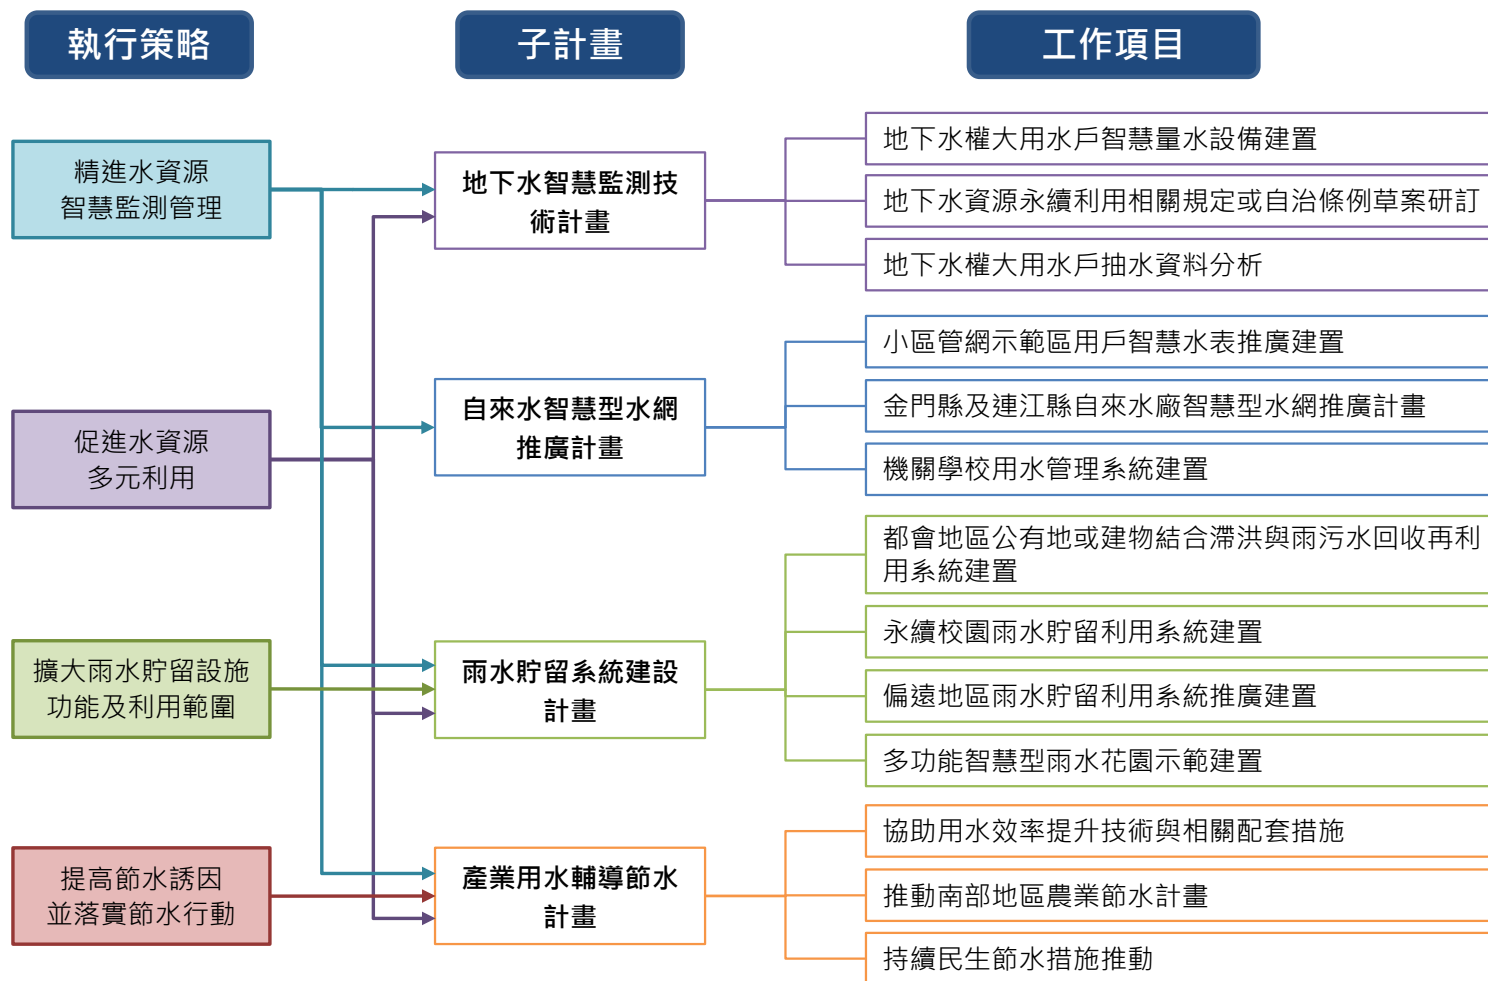 執行策略
子計畫
工作項目
精進水資源
智慧監測管理
促進水資源
多元利用
擴大雨水貯留設施
功能及利用範圍
提高節水誘因
並落實節水行動
地下水智慧監測技
術計畫
自來水智慧型水網
推廣計畫
雨水貯留系統建設
計畫
產業用水輔導節水
計畫
地下水權大用水戶智慧量水設備建置
地下水資源永續利用相關規定或自治條例草案研訂
地下水權大用水戶抽水資料分析
小區管網示範區用戶智慧水表推廣建置
金門縣及連江縣自來水廠智慧型水網推廣計畫
機關學校用水管理系統建置
都會地區公有地或建物結合滯洪與雨污水回收再利
用系統建置
永續校園雨水貯留利用系統建置
偏遠地區雨水貯留利用系統推廣建置
多功能智慧型雨水花園示範建置
協助用水效率提升技術與相關配套措施
推動南部地區農業節水計畫
持續民生節水措施推動